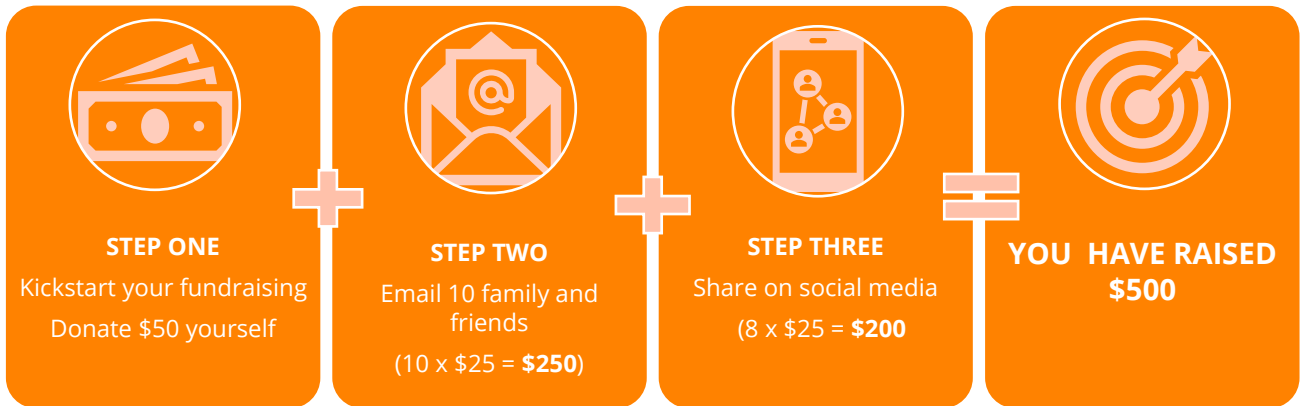 STEP ONE
Kickstart your fundraising
Donate $50 yourself
STEP TWO
Email 10 family and
friends
(10 x $25 = $250)
STEP THREE
Share on social media
(8 x $25 = $200
YOU  HAVE RAISED
$500